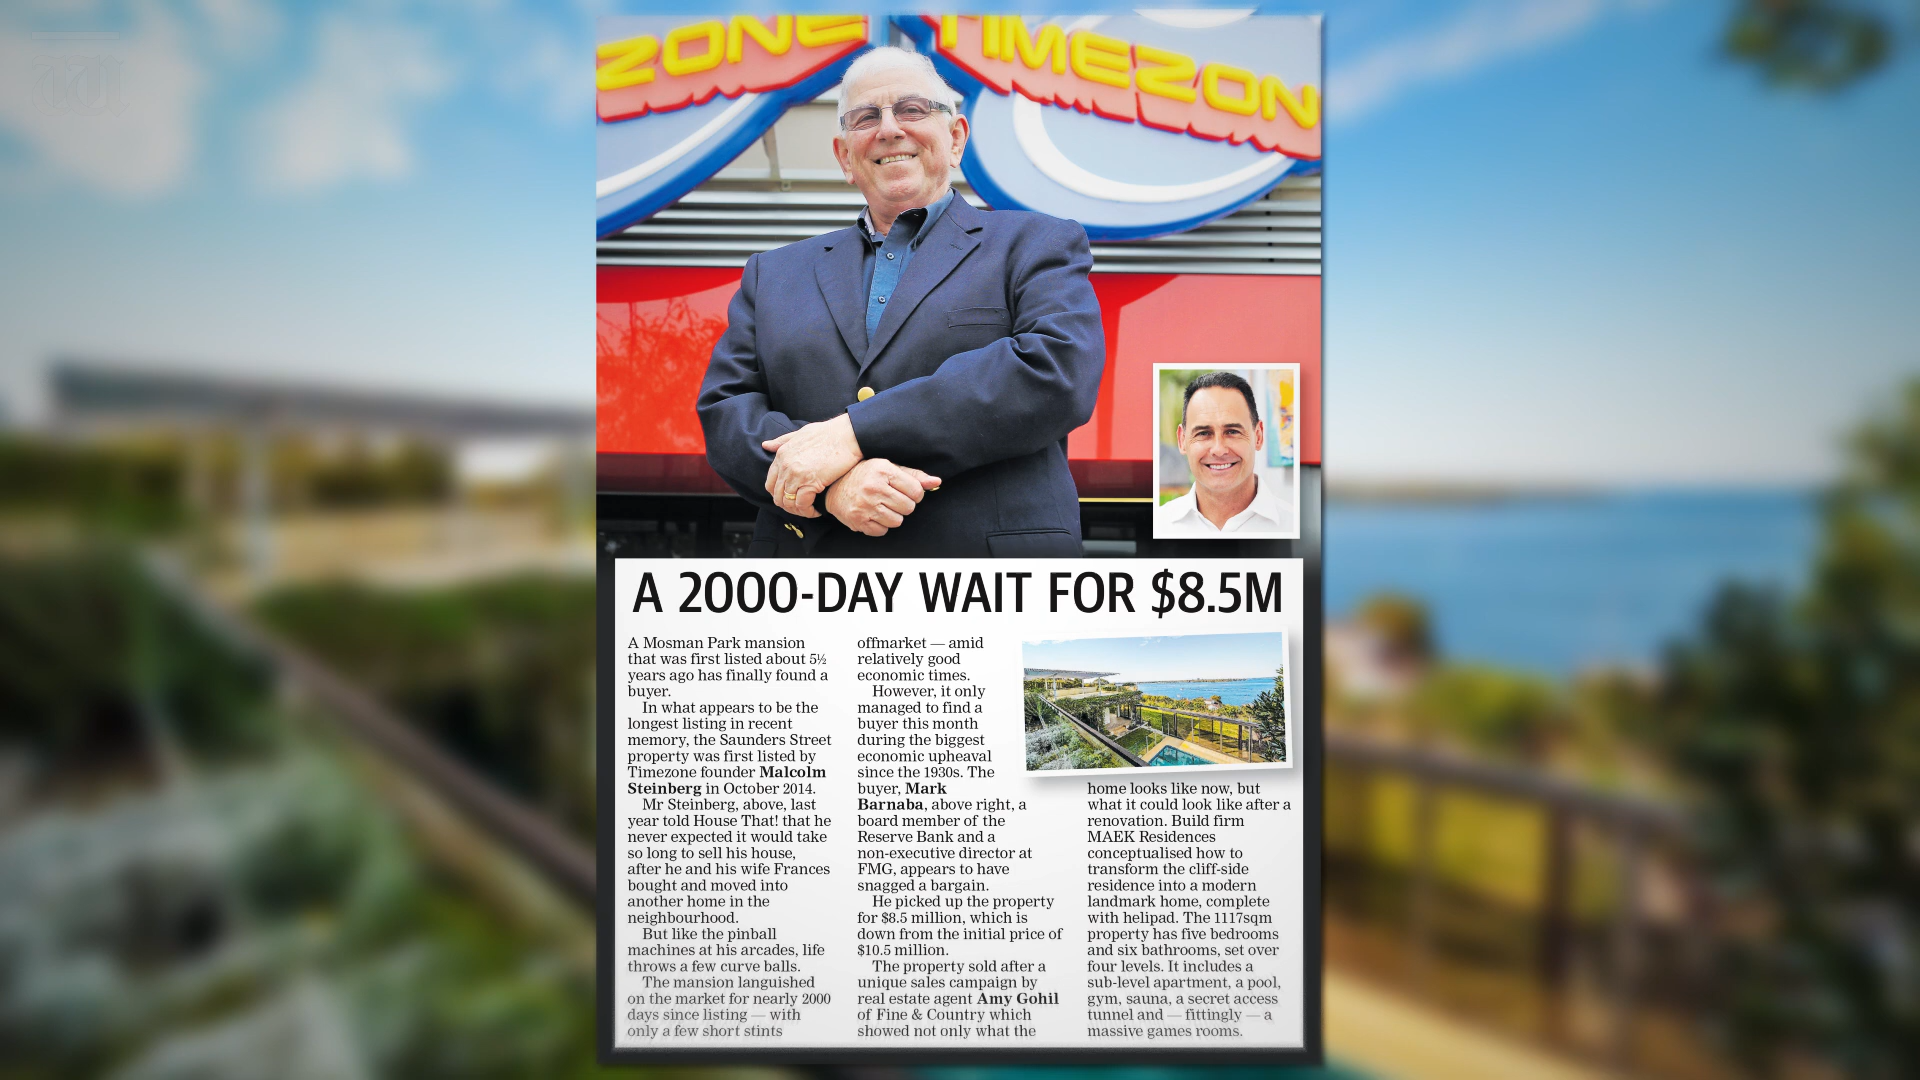 ZONE TIMEZON
A 2000-DAY WAIT FOR $8.5M
A Mosman Park mansion
that was first listed about 5½
years ago has finally found a
buyer.
In what appears to be the
longest listing in recent
memory, the Saunders Street
property was first listed by
Timezone founder Malcolm
Steinberg in October 2014.
Mr Steinberg, above, last
year told House That! that he
never expected it would take
so long to sell his house,
after he and his wife Frances
bought and moved into
another home in the
neighbourhood.
But like the pinball
machines at his arcades, life
throws a few curve balls.
The mansion languished
on the market for nearly 2000
days since listing — with
only a few short stints
offmarket — amid
relatively good
economic times.
However, it only
managed to find a
buyer this month
during the biggest
economic upheaval
since the 1930s. The
buyer, Mark
Barnaba, above right, a
board member of the
Reserve Bank and a
non-executive director at
FMG, appears to have
snagged a bargain.
He picked up the property
for $8.5 million, which is
down from the initial price of
$10.5 million.
The property sold after a
unique sales campaign by
real estate agent Amy Gohil
of Fine & Country which
showed not only what the
home looks like now, but
what it could look like after a
renovation. Build firm
MAEK Residences
conceptualised how to
transform the cliff-side
residence into a modern
landmark home, complete
with helipad. The 1117sqm
property has five bedrooms
and six bathrooms, set over
four levels. It includes a
sub-level apartment, a pool,
gym, sauna, a secret access
tunnel and — fittingly — a
massive games rooms.